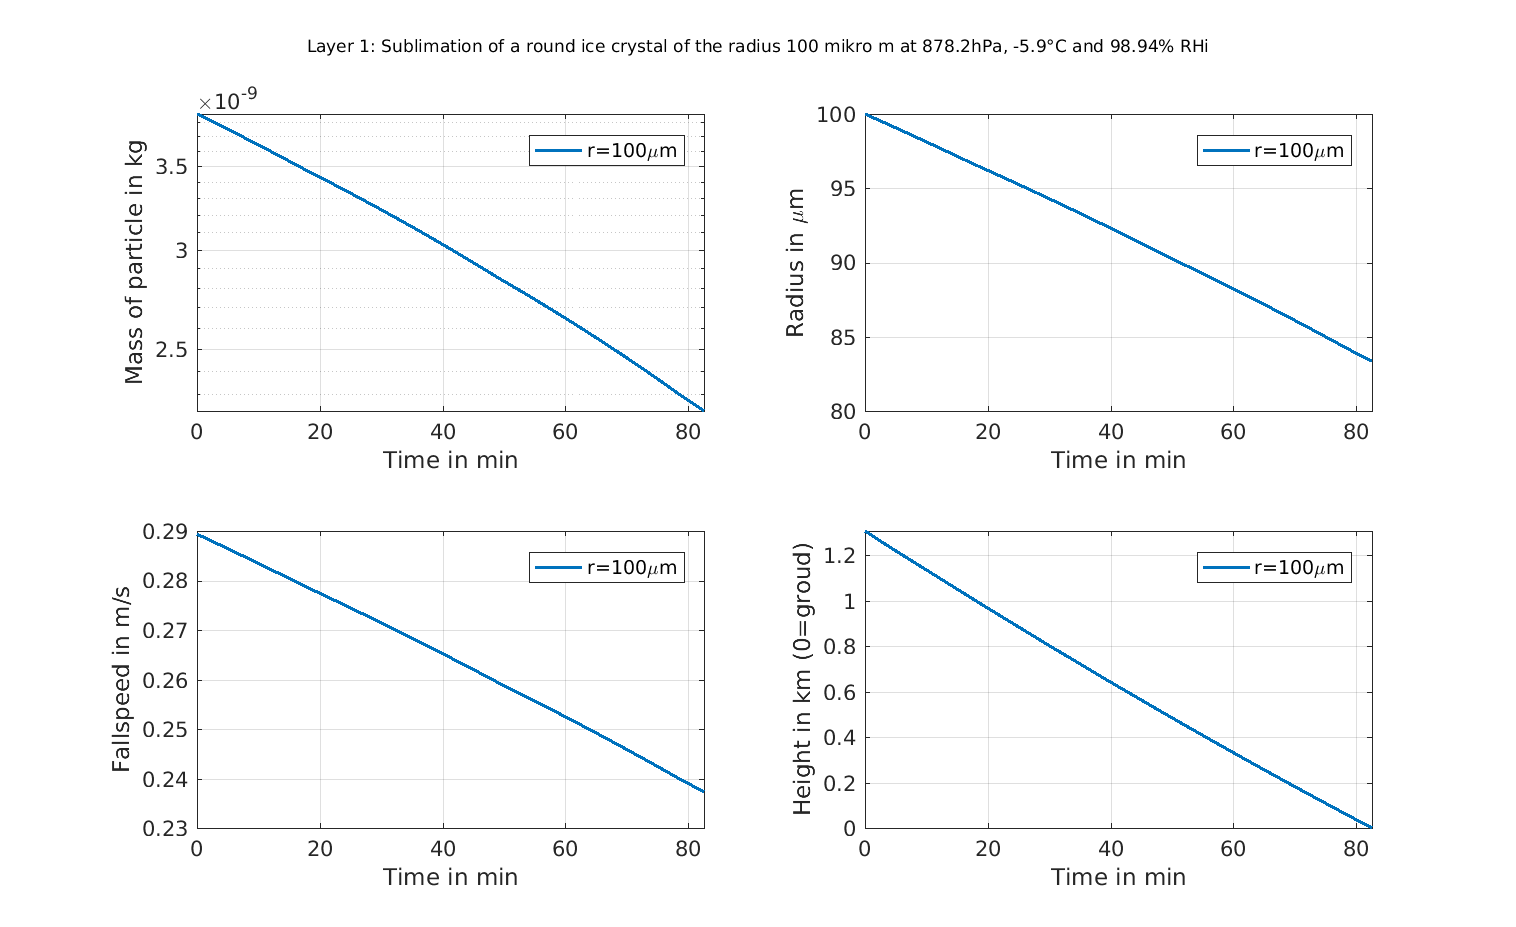 Layer 1: Sublimation of a round ice crystal of the radius 100 mikro m at 878.2hPa, -5.9°C and 98.94% RHi
×10-9
Mass of particle in kg
3.5
3
2.5
r=100μm
0 20 40 60 80
Time in min
Radius in μm
100
95
90
85
80
r=100μm
0 20 40 60 80
Time in min
Fallspeed in m/s
0.29
0.28
0.27
0.26
0.25
0.24
0.23
r=100μm
0 20 40 60 80
Time in min
Height in km (0=groud)
1.2
1
0.8
0.6
0.4
0.2
0
r=100μm
0 20 40 60 80
Time in min